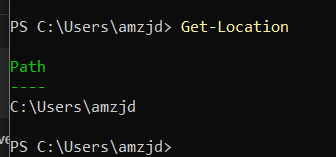 PS C:\Users\amzjd> Get-Location
Path
----
C:\Users\amzjd
PS C:\Users\amzjd>